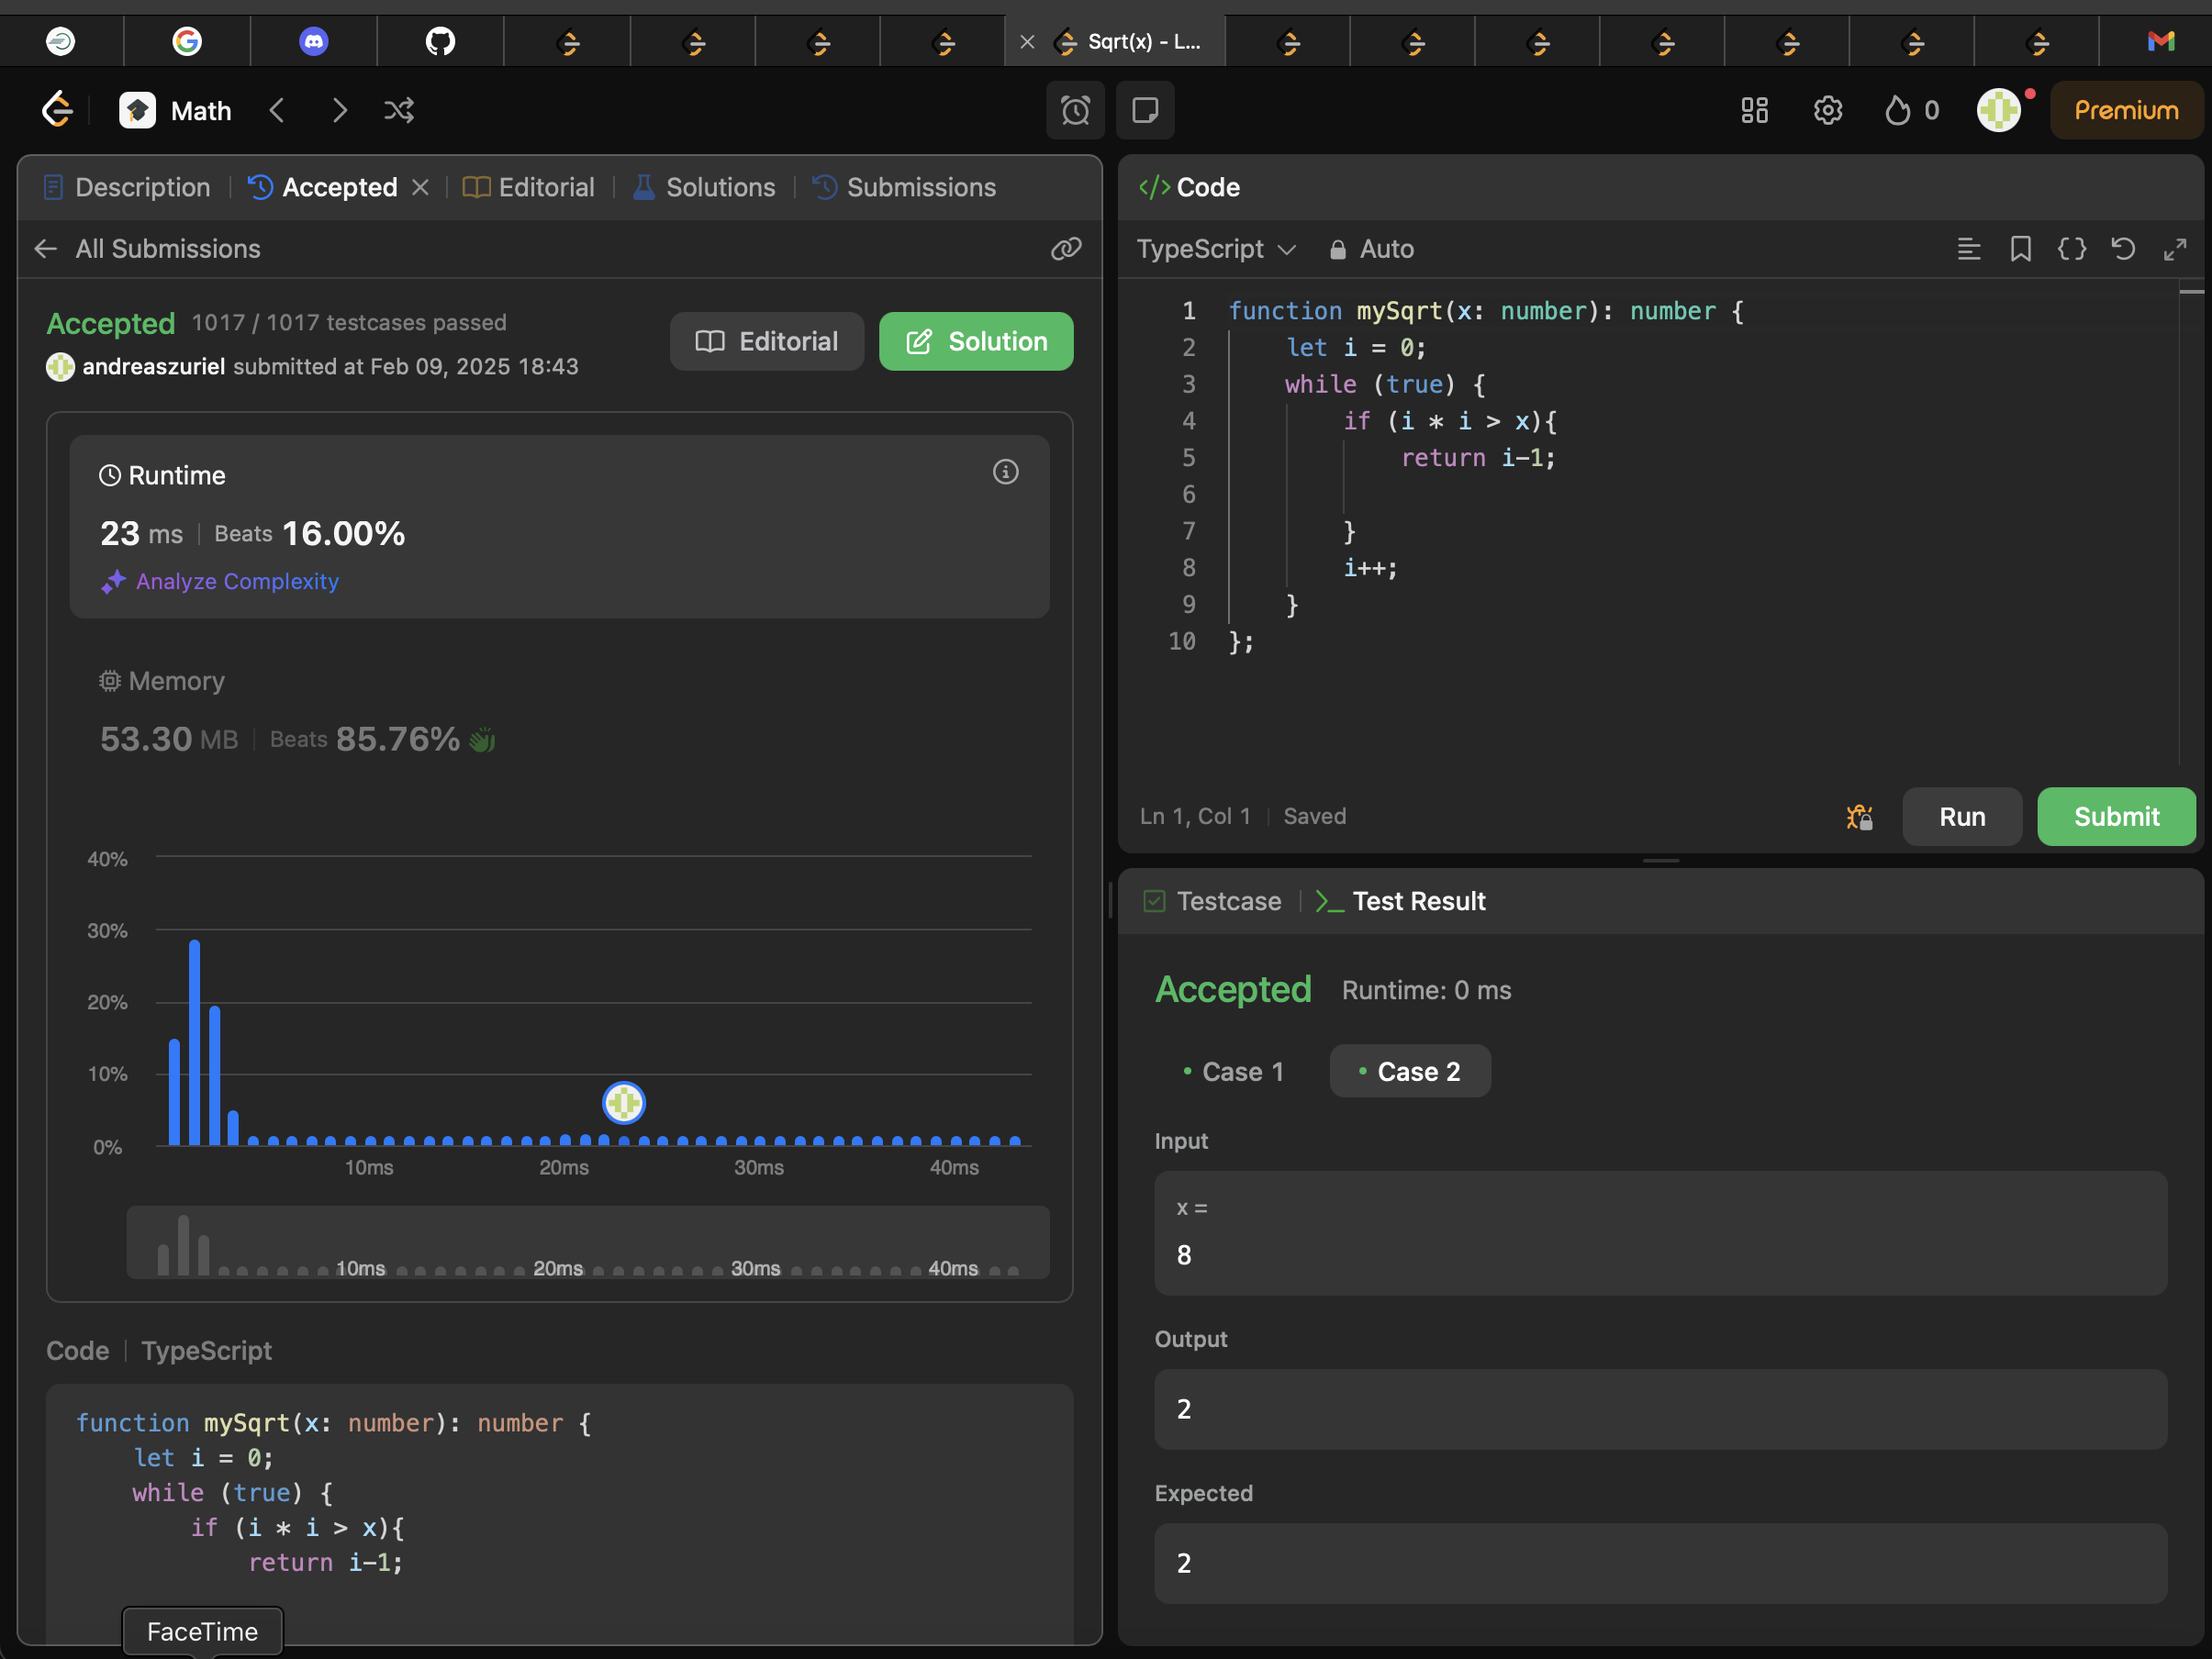 Sqrt(x) - L...
Math
0
Premium
Description
Accepted
Editorial
Solutions
Submissions
All Submissions
Accepted 1017 / 1017 testcases passed
andreaszuriel submitted at Feb 09, 2025 18:43
Editorial
Solution
Runtime
23 ms
Beats 16.00%
Analyze Complexity
Memory
53.30 MB
Beats 85.76%
40%
30%
20%
10%
0%
10ms
20ms
30ms
40ms
10ms
20ms
30ms
40ms
Code
TypeScript
function mySqrt(x: number): number {
let i = 0;
while (true) {
if (i * i > x){
return i-1;
FaceTime
</> Code
TypeScript
Auto
1 function mySqrt(x: number): number {
2 let i = 0;
3 while (true) {
4 if (i * i > x){
5 return i-1;
6
7 }
8 i++;
9 }
10 };
Ln 1, Col 1
Saved
Run
Submit
Testcase
Test Result
Accepted
Runtime: 0 ms
Case 1
Case 2
Input
x =
8
Output
2
Expected
2